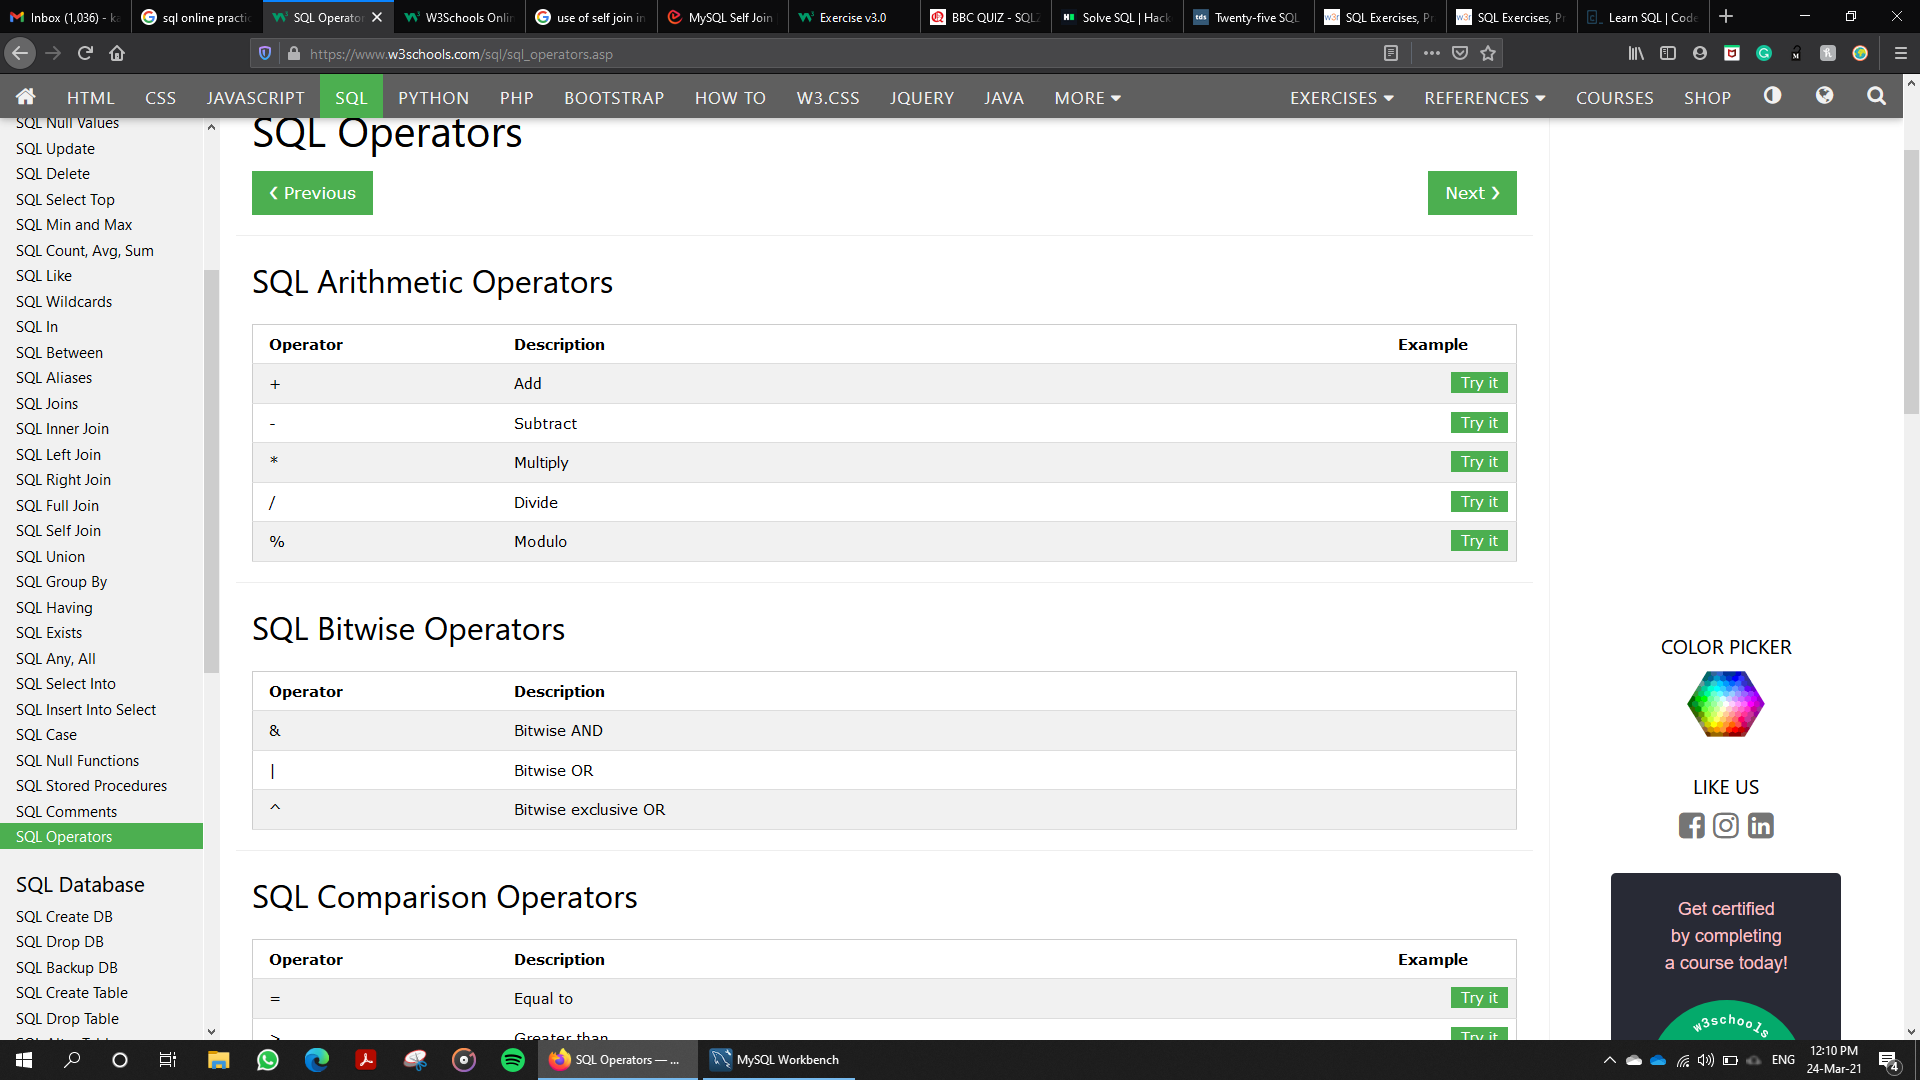 Inbox (1,036) - ka
sql online practic
SQL Operator
W3Schools Onlin
use of self join in
MySQL Self Join
Exercise v3.0
BBC QUIZ - SQLZ
Solve SQL | Hack
Twenty-five SQL
SQL Exercises, Pr
SQL Exercises, Pr
Learn SQL | Code
https://www.w3schools.com/sql/sql_operators.asp
HTML CSS JAVASCRIPT SQL PYTHON PHP BOOTSTRAP HOW TO W3.CSS JQUERY JAVA MORE EXERCISES REFERENCES COURSES SHOP
SQL Null Values
SQL Update
SQL Delete
SQL Select Top
SQL Min and Max
SQL Count, Avg, Sum
SQL Like
SQL Wildcards
SQL In
SQL Between
SQL Aliases
SQL Joins
SQL Inner Join
SQL Left Join
SQL Right Join
SQL Full Join
SQL Self Join
SQL Union
SQL Group By
SQL Having
SQL Exists
SQL Any, All
SQL Select Into
SQL Insert Into Select
SQL Case
SQL Null Functions
SQL Stored Procedures
SQL Comments
SQL Operators
SQL Database
SQL Create DB
SQL Drop DB
SQL Backup DB
SQL Create Table
SQL Drop Table
SQL Operators
❮ Previous
Next ❯
SQL Arithmetic Operators
Operator Description Example
+ Add Try it
- Subtract Try it
* Multiply Try it
/ Divide Try it
% Modulo Try it
SQL Bitwise Operators
Operator Description
& Bitwise AND
| Bitwise OR
^ Bitwise exclusive OR
SQL Comparison Operators
Operator Description Example
= Equal to Try it
> Greater than Try it
COLOR PICKER
LIKE US
Get certified
by completing
a course today!
w3schools
SQL Operators — ...
MySQL Workbench
ENG
12:10 PM
24-Mar-21
4